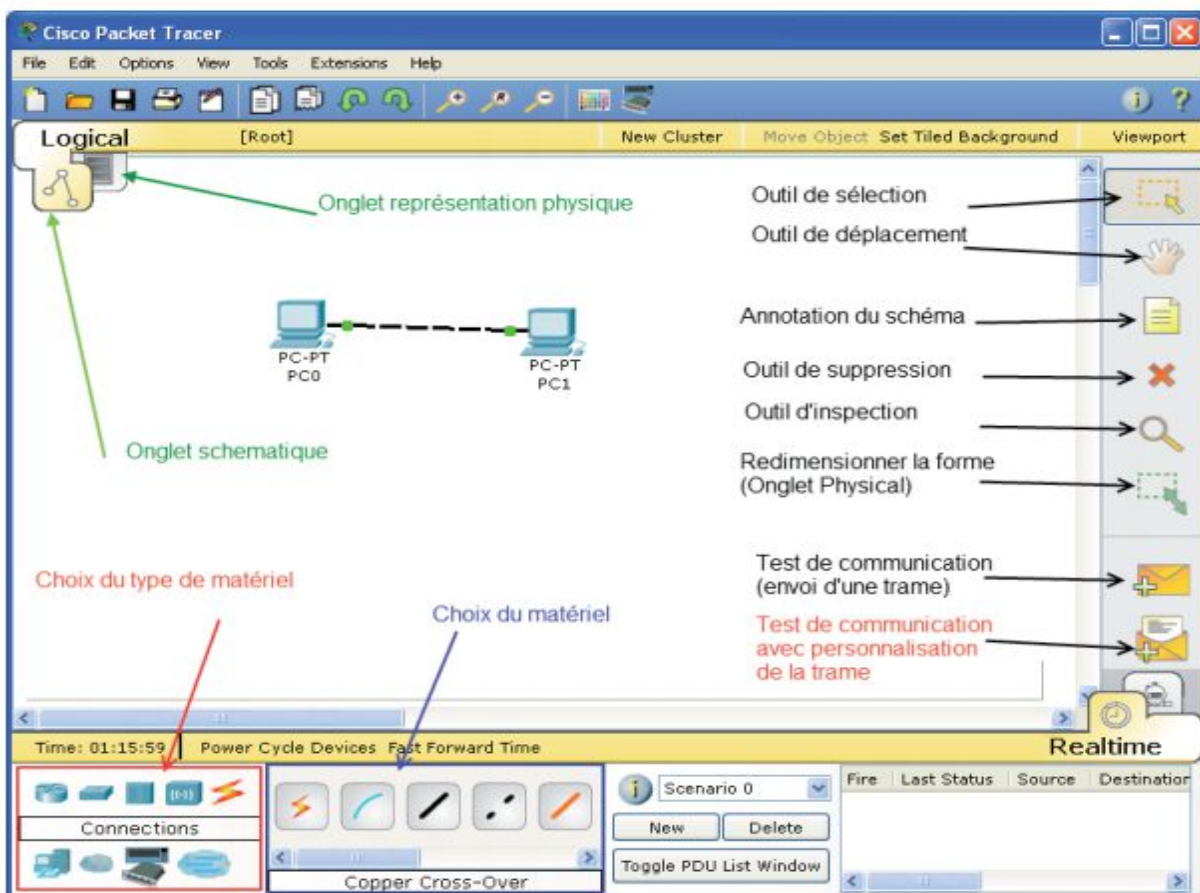 Cisco Packet Tracer
File Edit Options View Tools Extensions Help
Logical [Root] New Cluster Move Object Set Tiled Background Viewport
Onglet représentation physique
Outil de sélection
Outil de déplacement
Annotation du schéma
PC-PT
PC0
PC-PT
PC1
Outil de suppression
Outil d'inspection
Onglet schematique
Redimensionner la forme
(Onglet Physical)
Choix du type de matériel
Choix du matériel
Test de communication
(envoi d'une trame)
Test de communication
avec personnalisation
de la trame
Time: 01:15:59 Power Cycle Devices Fast Forward Time Realtime
Connections
Copper Cross-Over
Scenario 0
New Delete
Toggle PDU List Window
Fire Last Status Source Destination